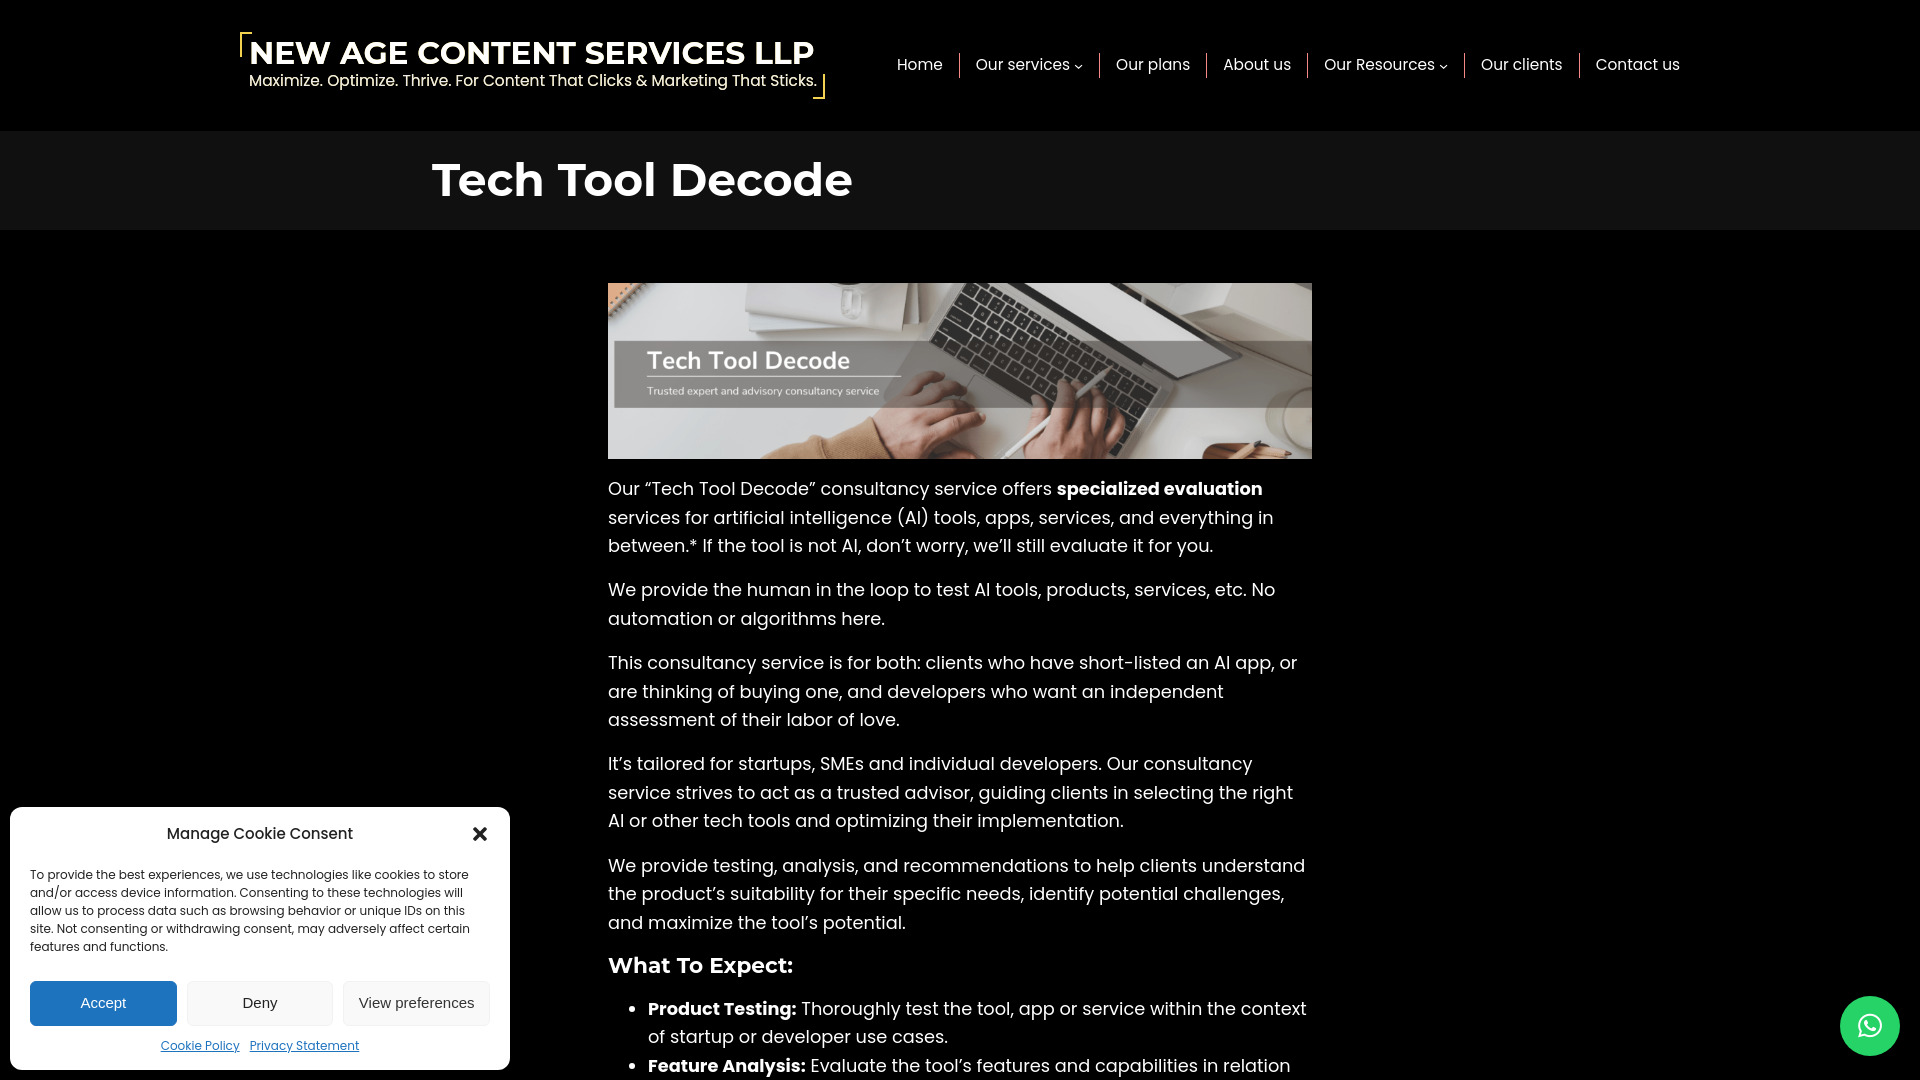 NEW AGE CONTENT SERVICES LLP
Maximize. Optimize. Thrive. For Content That Clicks & Marketing That Sticks.
Home
Our services
Our plans
About us
Our Resources
Our clients
Contact us
Tech Tool Decode
Tech Tool Decode
Trusted expert and advisory consultancy service
Our “Tech Tool Decode” consultancy service offers specialized evaluation
services for artificial intelligence (AI) tools, apps, services, and everything in
between.* If the tool is not AI, don’t worry, we’ll still evaluate it for you.
We provide the human in the loop to test AI tools, products, services, etc. No
automation or algorithms here.
This consultancy service is for both: clients who have short-listed an AI app, or
are thinking of buying one, and developers who want an independent
assessment of their labor of love.
It’s tailored for startups, SMEs and individual developers. Our consultancy
service strives to act as a trusted advisor, guiding clients in selecting the right
AI or other tech tools and optimizing their implementation.
We provide testing, analysis, and recommendations to help clients understand
the product’s suitability for their specific needs, identify potential challenges,
and maximize the tool’s potential.
What To Expect:
Product Testing: Thoroughly test the tool, app or service within the context
of startup or developer use cases.
Feature Analysis: Evaluate the tool’s features and capabilities in relation
Manage Cookie Consent
To provide the best experiences, we use technologies like cookies to store
and/or access device information. Consenting to these technologies will
allow us to process data such as browsing behavior or unique IDs on this
site. Not consenting or withdrawing consent, may adversely affect certain
features and functions.
Accept
Deny
View preferences
Cookie Policy
Privacy Statement